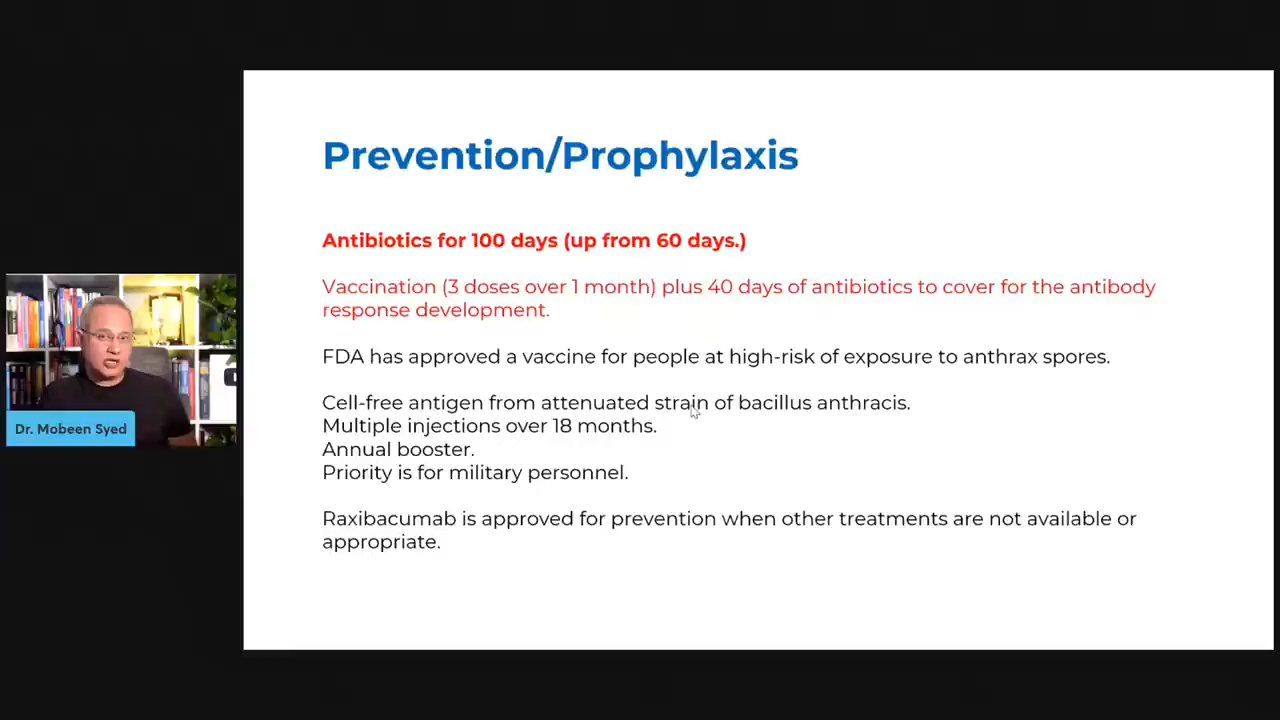 Prevention/Prophylaxis
Antibiotics for 100 days (up from 60 days.)
Vaccination (3 doses over 1 month) plus 40 days of antibiotics to cover for the antibody
response development.
FDA has approved a vaccine for people at high-risk of exposure to anthrax spores.
Cell-free antigen from attenuated strain of bacillus anthracis.
Multiple injections over 18 months.
Annual booster.
Priority is for military personnel.
Raxibacumab is approved for prevention when other treatments are not available or
appropriate.
Dr. Mobeen Syed